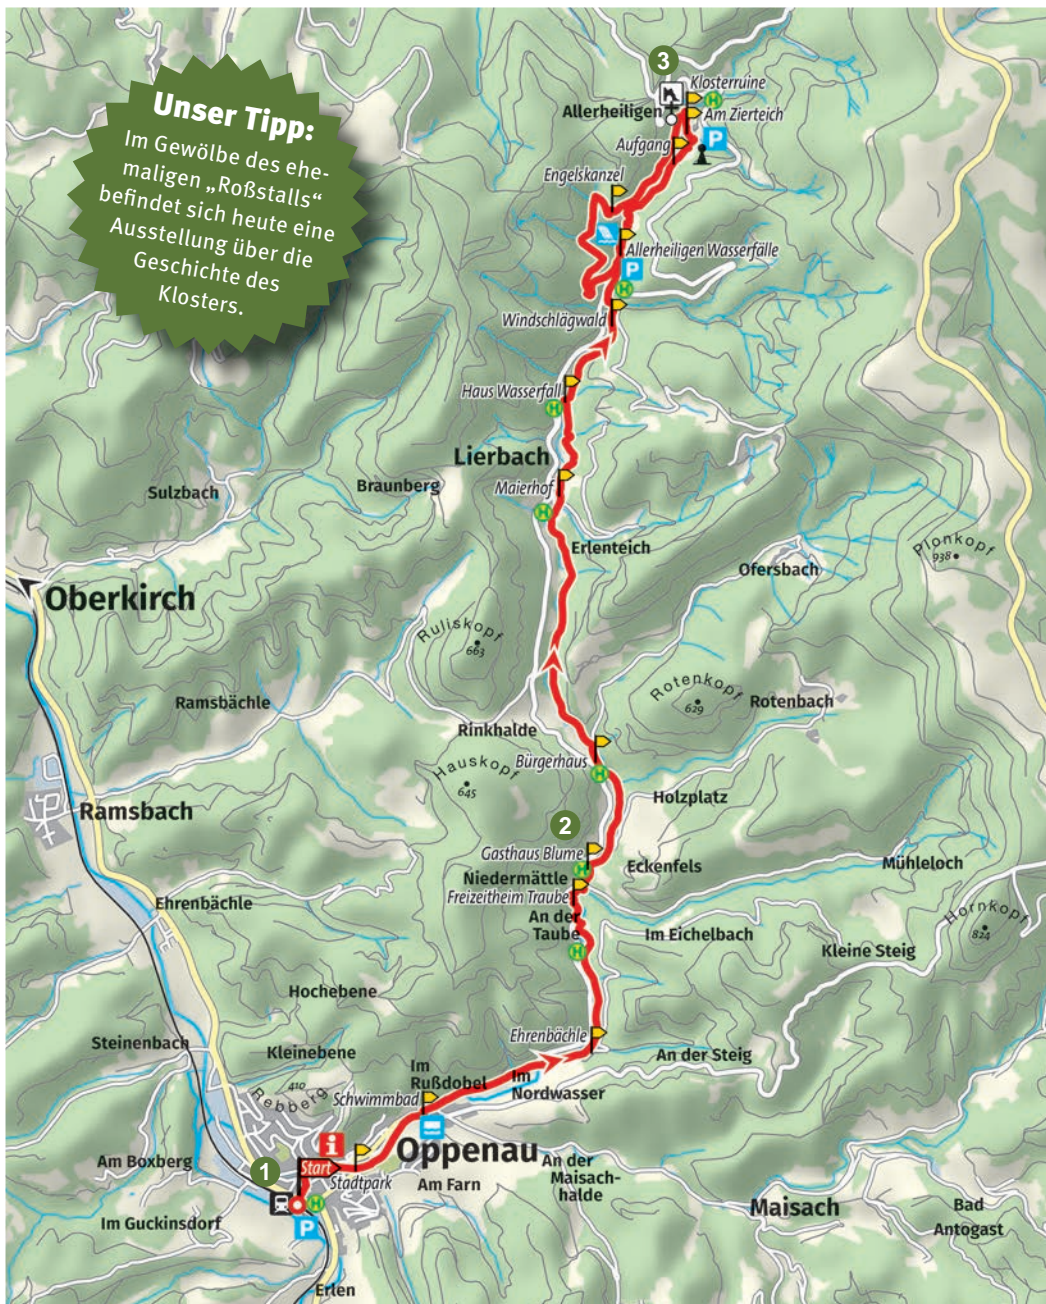 Unser Tipp:
Im Gewölbe des ehe-
maligen „Roßstalls“
befindet sich heute eine
Ausstellung über die
Geschichte des
Klosters.
3
Klosterruine
H
Allerheiligen
Am Zierteich
Aufgang
P
Engelskanzel
Allerheiligen Wasserfälle
P
H
Windschlägwald
Haus Wasserfall
H
Lierbach
Sulzbach
Braunberg
Maierhof
H
Erlenteich
Plonkopf
938
Ofersbach
Oberkirch
Ruliskopf
663
Rotenkopf
629
Ramsbächle
Rotenbach
Rinkhalde
Bürgerhaus
H
Hauskopf
645
Holzplatz
Ramsbach
2
Gasthaus Blume
H
Eckenfels
Mühleloch
Niedermättle
Freizeitheim Traube
Ehrenbächle
An der
Taube
H
Hornkopf
824
Im Eichelbach
Kleine Steig
Hochebene
Ehrenbächle
Steinenbach
Kleinebene
An der Steig
Im
Rußdobel
Im
Nordwasser
410
Rebberg
Schwimmbad
i
Oppenau
Am Boxberg
1
Start
Stadtpark
Am Farn
An der
Maisach-
halde
H
P
Im Guckinsdorf
Maisach
Bad
Antogast
Erlen